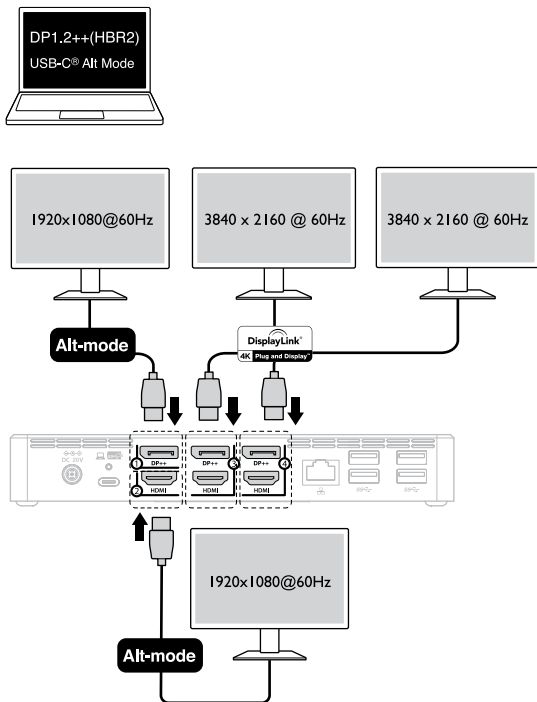 DP1.2++(HBR2)
USB-C® Alt Mode
1920x1080@60Hz
3840 x 2160 @ 60Hz
3840 x 2160 @ 60Hz
Alt-mode
DisplayLink®
4K Plug and Display™
DC 20V
1 DP++
DP++ 3
DP++ 4
2 HDMI
HDMI
HDMI
1920x1080@60Hz
Alt-mode